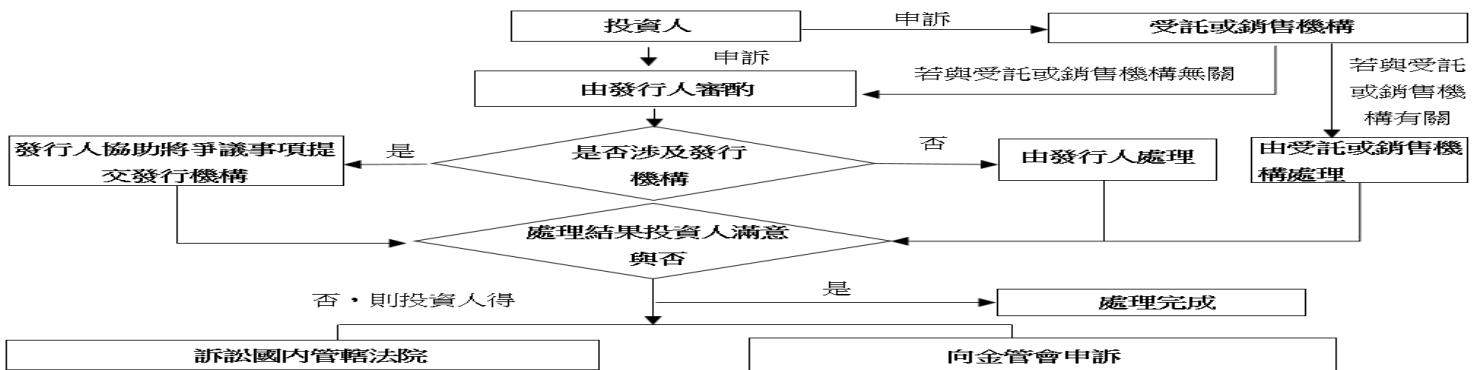 投資人
申訴
受託或銷售機構
申訴
由發行人審酌
若與受託或銷售機構無關
若與受託
或銷售機
構有關
發行人協助將爭議事項提
交發行機構
是
是否涉及發行
機構
否
由發行人處理
由受託或銷售機
構處理
處理結果投資人滿意
與否
否，則投資人得
是
處理完成
訴訟國內管轄法院
向金管會申訴